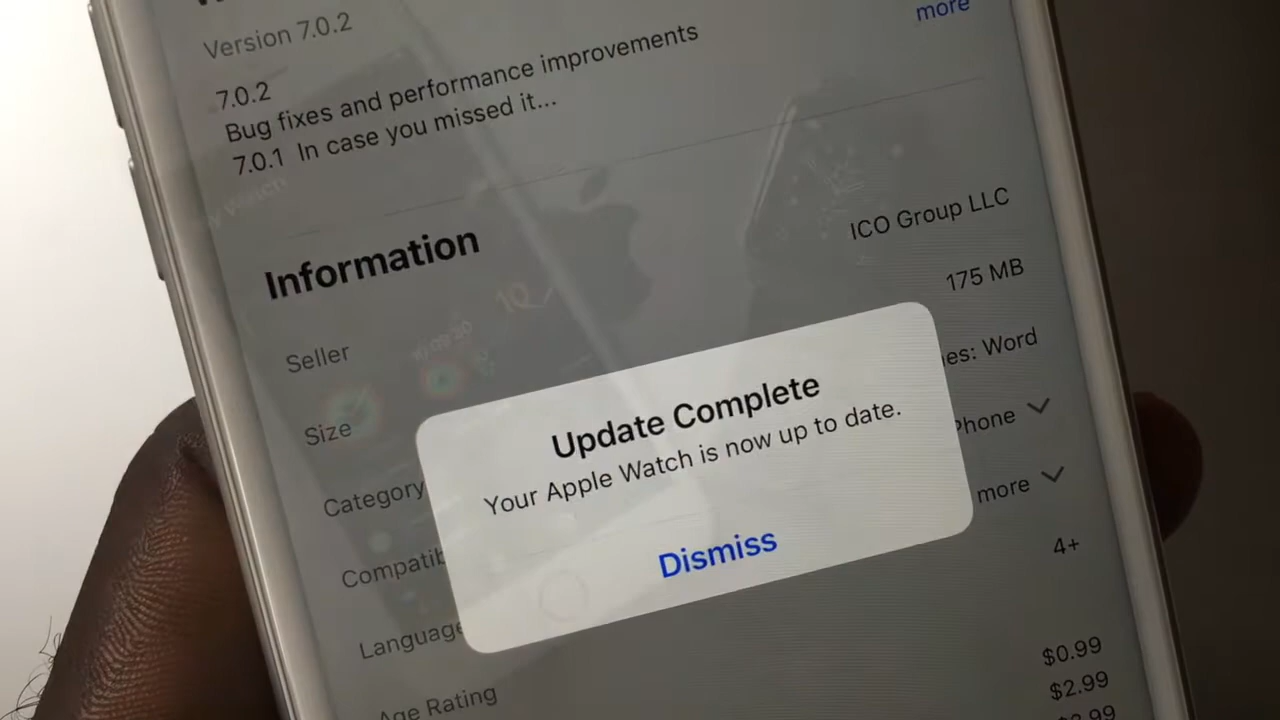 Version 7.0.2
more
7.0.2
Bug fixes and performance improvements
7.0.1 In case you missed it...
Information
Seller
ICO Group LLC
Size
175 MB
Category
Word
Update Complete
Your Apple Watch is now up to date.
Dismiss
more
Age Rating
4+
$0.99
$2.99